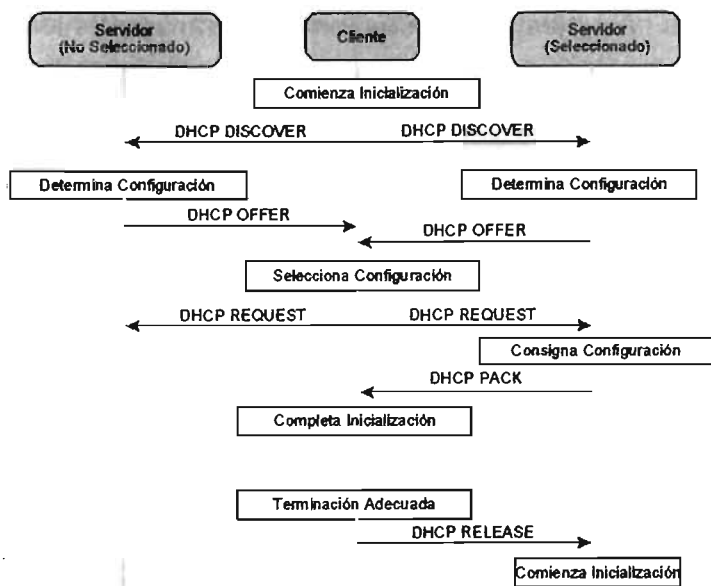 Servidor
(No Seleccionado)
Cliente
Servidor
(Seleccionado)
Comienza Inicialización
DHCP DISCOVER
DHCP DISCOVER
Determina Configuración
Determina Configuración
DHCP OFFER
DHCP OFFER
Selecciona Configuración
DHCP REQUEST
DHCP REQUEST
Consigna Configuración
DHCP PACK
Completa Inicialización
Terminación Adecuada
DHCP RELEASE
Comienza Inicialización